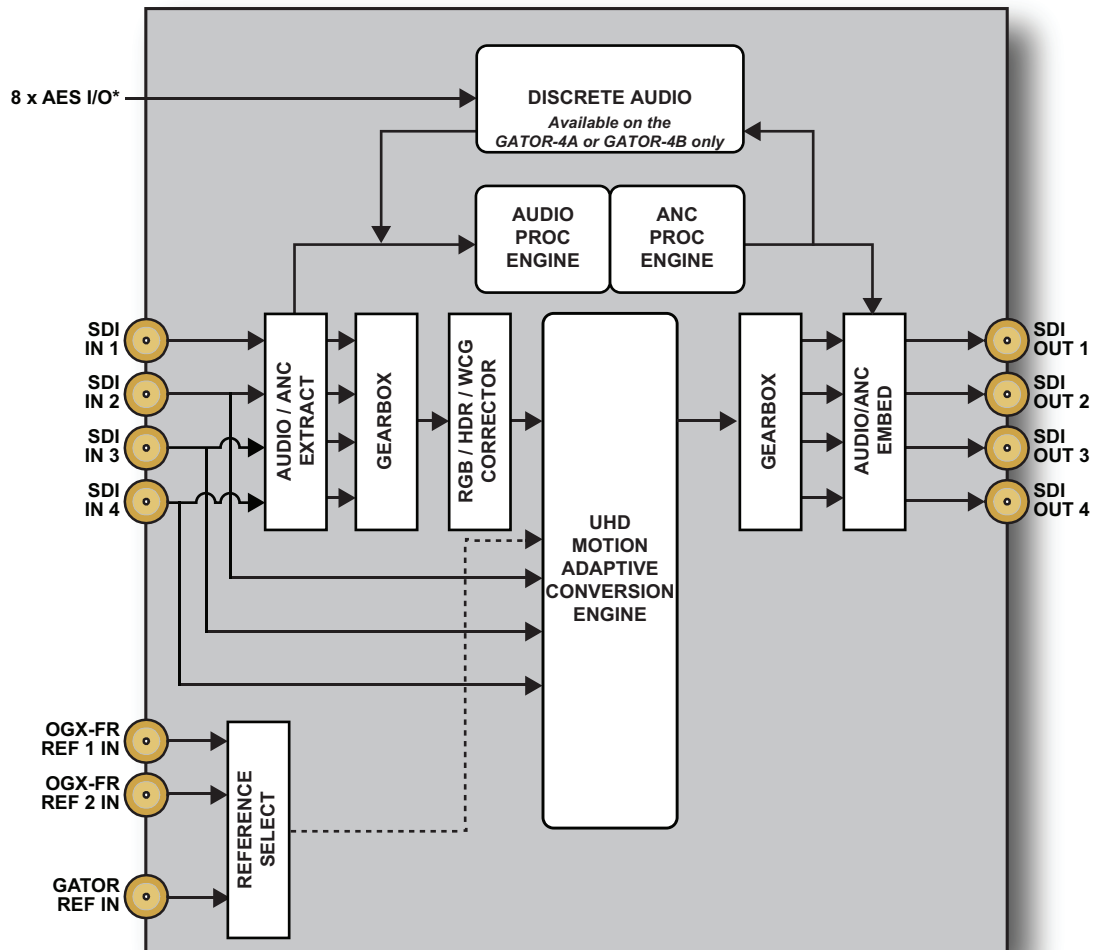 8 x AES I/O*
DISCRETE AUDIO
Available on the
GATOR-4A or GATOR-4B only
AUDIO
PROC
ENGINE
ANC
PROC
ENGINE
SDI
IN 1
SDI
IN 2
SDI
IN 3
SDI
IN 4
AUDIO / ANC
EXTRACT
GEARBOX
RGB / HDR / WCG
CORRECTOR
UHD
MOTION
ADAPTIVE
CONVERSION
ENGINE
GEARBOX
AUDIO/ANC
EMBED
SDI
OUT 1
SDI
OUT 2
SDI
OUT 3
SDI
OUT 4
OGX-FR
REF 1 IN
OGX-FR
REF 2 IN
GATOR
REF IN
REFERENCE
SELECT